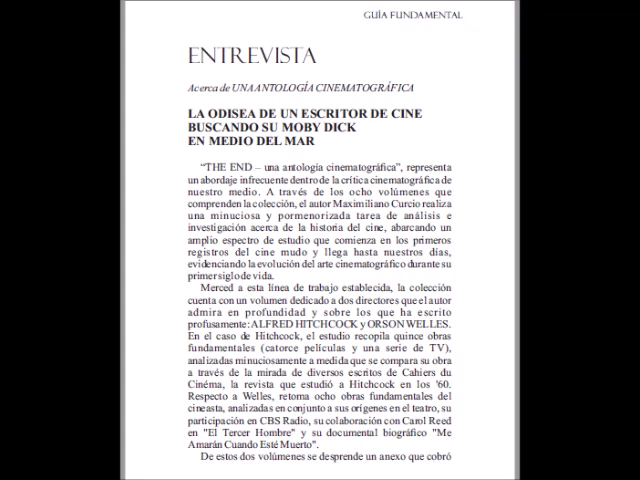 GUÍA FUNDAMENTAL
ENTREVISTA
Acerca de UNA ANTOLOGÍA CINEMATOGRÁFICA
LA ODISEA DE UN ESCRITOR DE CINE
BUSCANDO SU MOBY DICK
EN MEDIO DEL MAR
“THE END – una antología cinematográfica”, representa
un abordaje infrecuente dentro de la crítica cinematográfica de
nuestro medio. A través de los ocho volúmenes que
comprenden la colección, el autor Maximiliano Curcio realiza
una minuciosa y pormenorizada tarea de análisis e
investigación acerca de la historia del cine, abarcando un
amplio espectro de estudio que comienza en los primeros
registros del cine mudo y llega hasta nuestros días,
evidenciando la evolución del arte cinematográfico durante su
primer siglo de vida.
Merced a esta línea de trabajo establecida, la colección
cuenta con un volumen dedicado a dos directores que el autor
admira en profundidad y sobre los que ha escrito
profusamente: ALFRED HITCHCOCK y ORSON WELLES.
En el caso de Hitchcock, el estudio recopila quince obras
fundamentales (catorce películas y una serie de TV),
analizadas minuciosamente a medida que se compara su obra
a través de la mirada de diversos escritos de Cahiers du
Cinéma, la revista que estudió a Hitchcock en los '60.
Respecto a Welles, retoma ocho obras fundamentales del
cineasta, analizadas en conjunto a sus orígenes en el teatro, su
participación en CBS Radio, su colaboración con Carol Reed
en "El Tercer Hombre" y su documental biográfico "Me
Amarán Cuando Esté Muerto".
De estos dos volúmenes se desprende un anexo que cobró